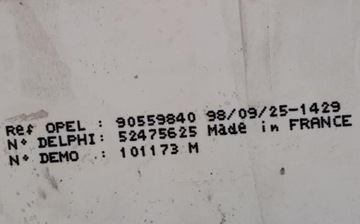 Ref OPEL : 90559840 98/09/25-1429
N° DELPHI: 52475625 Made in FRANCE
N° DEMO : 101173 M